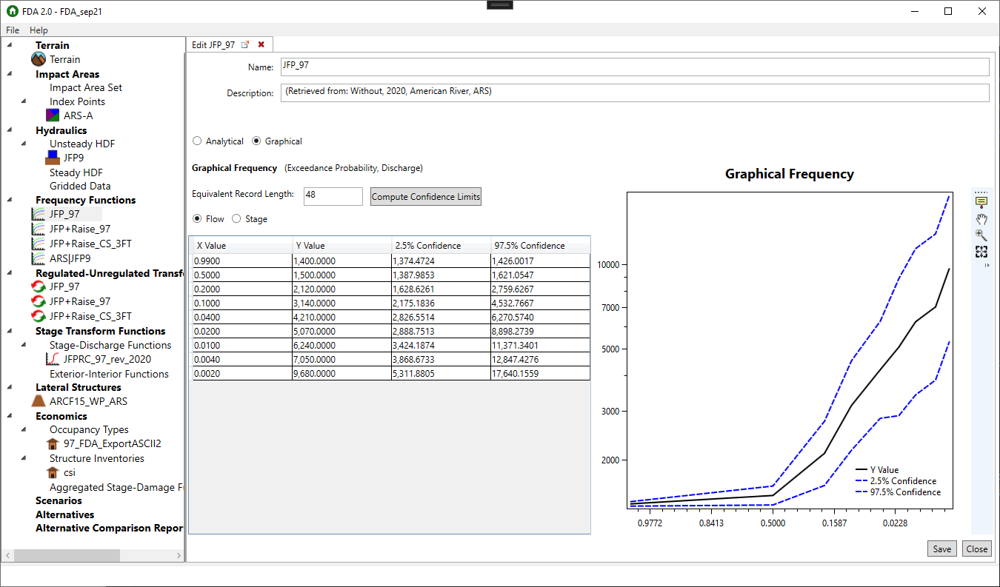 FDA 2.0 - FDA_sep21
File Help
Terrain
Terrain
Impact Areas
Impact Area Set
Index Points
ARS-A
Hydraulics
Unsteady HDF
JFP9
Steady HDF
Gridded Data
Frequency Functions
JFP_97
JFP+Raise_97
JFP+Raise_CS_3FT
ARS|JFP9
Regulated-Unregulated Transf
JFP_97
JFP+Raise_97
JFP+Raise_CS_3FT
Stage Transform Functions
Stage-Discharge Functions
JFPRC_97_rev_2020
Exterior-Interior Functions
Lateral Structures
ARCF15_WP_ARS
Economics
Occupancy Types
97_FDA_ExportASCII2
Structure Inventories
csi
Aggregated Stage-Damage F
Scenarios
Alternatives
Alternative Comparison Repor
Edit JFP_97
Name: JFP_97
Description: (Retrieved from: Without, 2020, American River, ARS)
Analytical Graphical
Graphical Frequency (Exceedance Probability, Discharge)
Equivalent Record Length: 48 Compute Confidence Limits
Flow Stage
X Value Y Value 2.5% Confidence 97.5% Confidence
0.9900 1,400.0000 1,374.4724 1,426.0017
0.5000 1,500.0000 1,387.9853 1,621.0547
0.2000 2,120.0000 1,628.6261 2,759.6267
0.1000 3,140.0000 2,175.1836 4,532.7667
0.0400 4,210.0000 2,826.5514 6,270.5740
0.0200 5,070.0000 2,888.7513 8,898.2739
0.0100 6,240.0000 3,424.1874 11,371.3401
0.0040 7,050.0000 3,868.6733 12,847.4276
0.0020 9,680.0000 5,311.8805 17,640.1559
Graphical Frequency
10000
7000
5000
3000
2000
Y Value
2.5% Confidence
97.5% Confidence
0.9772 0.8413 0.5000 0.1587 0.0228
Save Close